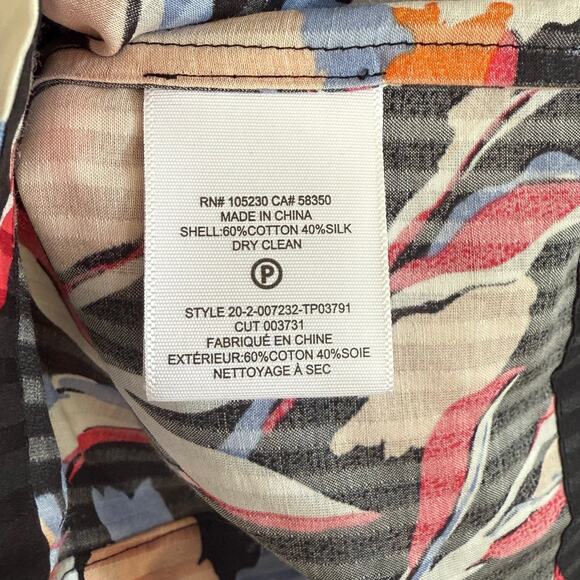 RN# 105230 CA# 58350
MADE IN CHINA
SHELL:60%COTTON 40%SILK
DRY CLEAN
P
STYLE 20-2-007232-TP03791
CUT 003731
FABRIQUÉ EN CHINE
EXTÉRIEUR:60%COTON 40%SOIE
NETTOYAGE À SEC